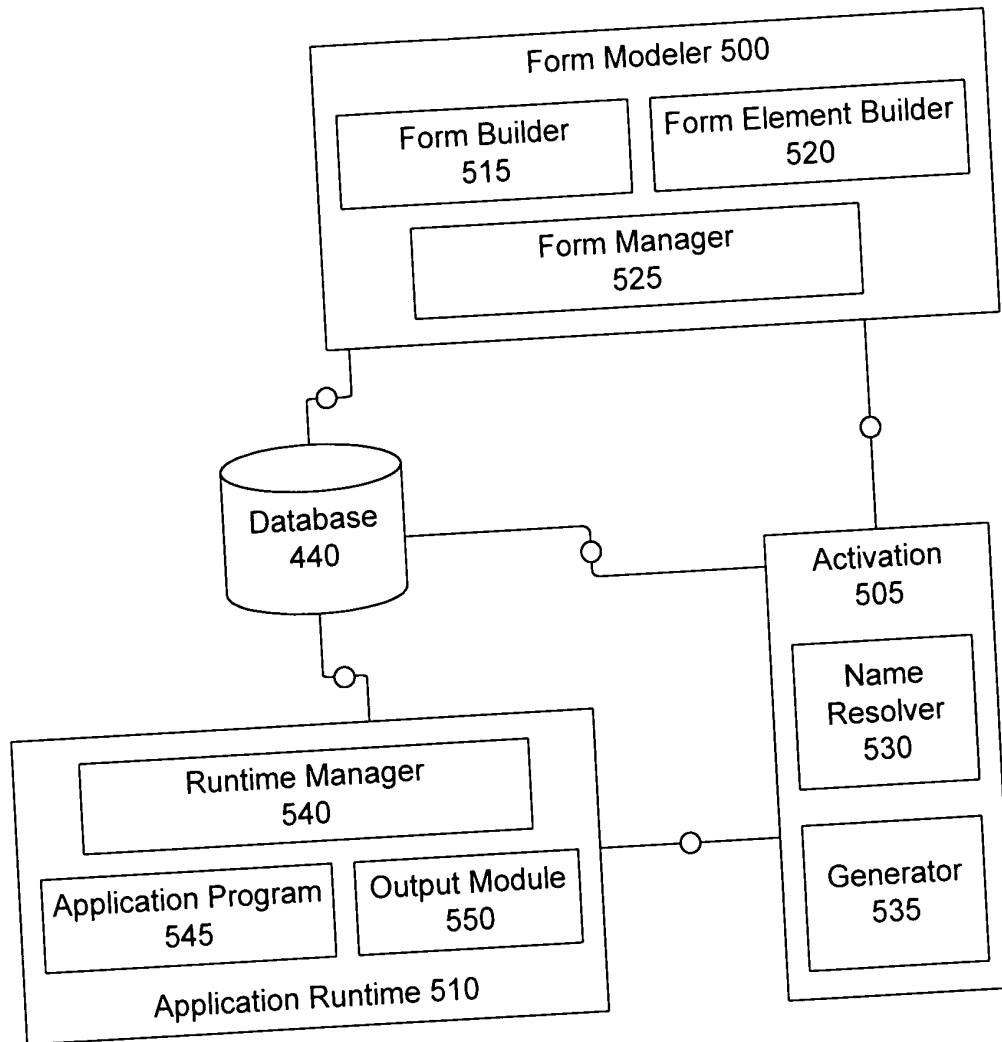 Form Modeler 500
Form Builder
515
Form Element Builder
520
Form Manager
525
Database
440
Activation
505
Name
Resolver
530
Generator
535
Runtime Manager
540
Application Program
545
Output Module
550
Application Runtime 510